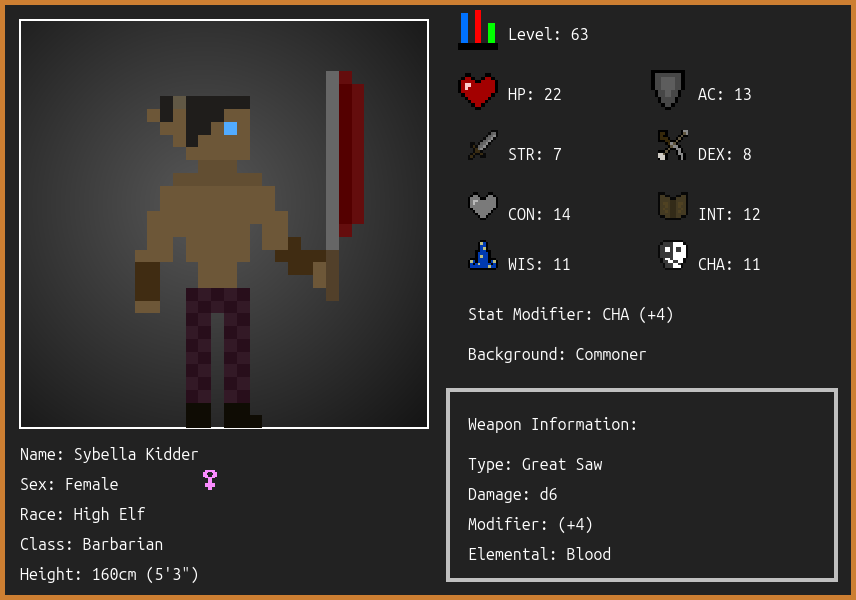 Level: 63
HP: 22
AC: 13
STR: 7
DEX: 8
CON: 14
INT: 12
WIS: 11
CHA: 11
Stat Modifier: CHA (+4)
Background: Commoner
Weapon Information:
Type: Great Saw
Damage: d6
Modifier: (+4)
Elemental: Blood
Name: Sybella Kidder
Sex: Female
Race: High Elf
Class: Barbarian
Height: 160cm (5'3")